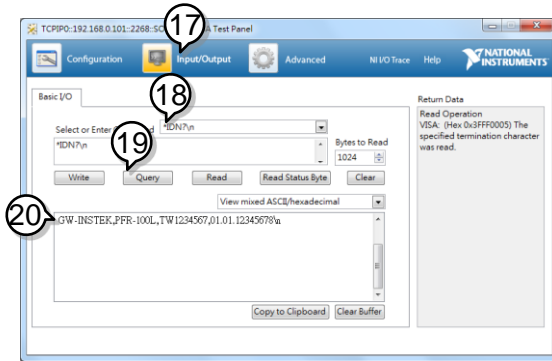 TCPIP0::192.168.0.101::2268::SO A Test Panel
17
Configuration Input/Output Advanced NI I/O Trace Help NATIONAL INSTRUMENTS
Basic I/O
18
Select or Enter d *IDN?\n
*IDN?\n
19
Bytes to Read
1024
Write Query Read Read Status Byte Clear
View mixed ASCII/hexadecimal
20
GW-INSTEK,PFR-100L,TW1234567,01.01.12345678\n
Copy to Clipboard Clear Buffer
Return Data
Read Operation
VISA: (Hex 0x3FFF0005) The
specified termination character
was read.